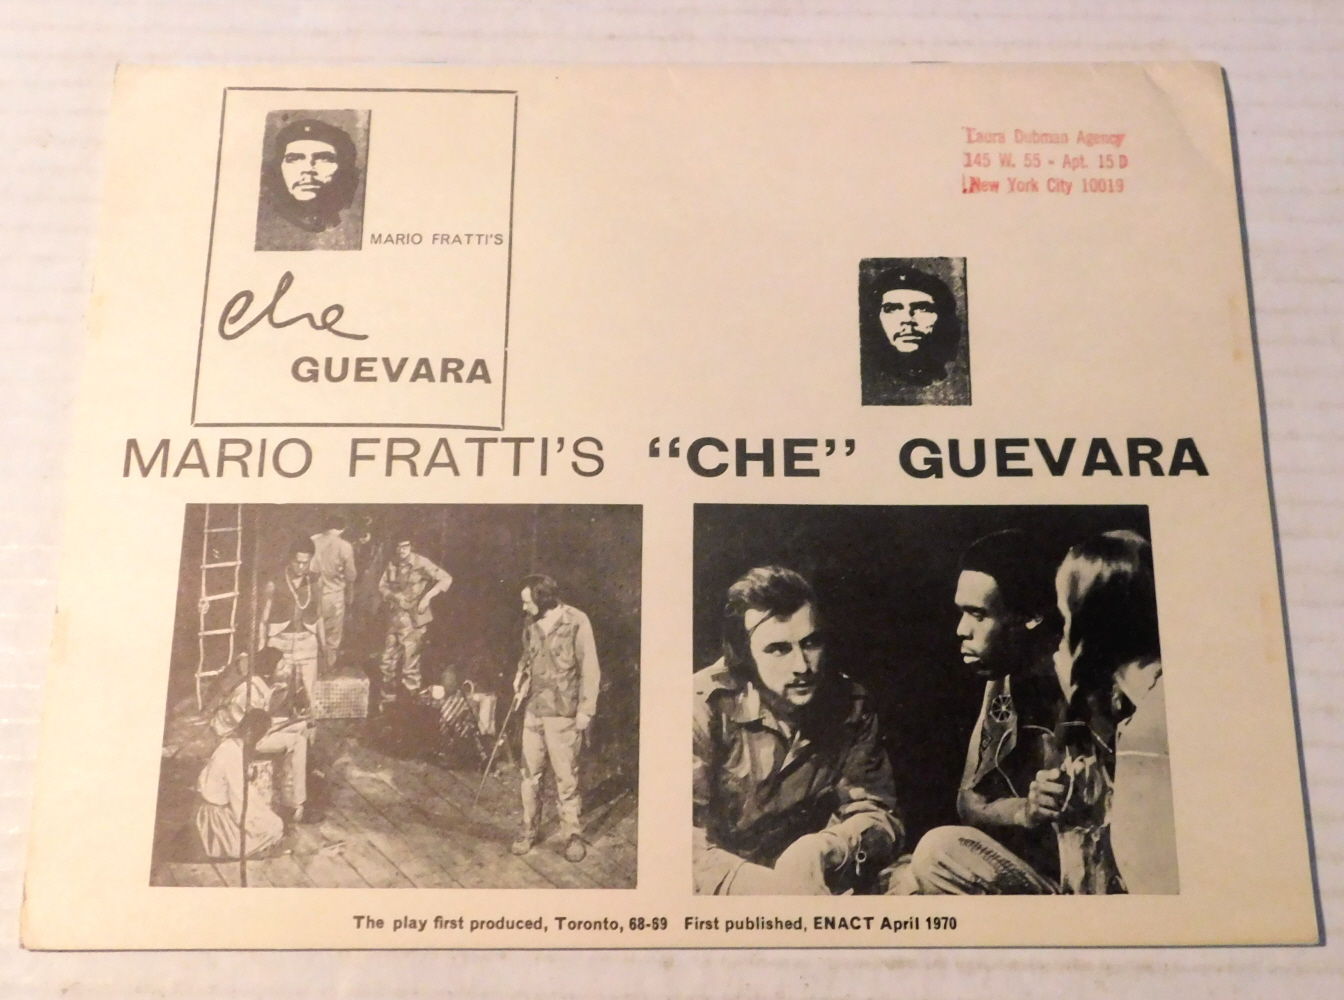 Laura Dubman Agency
145 W. 55 - Apt. 15 D
New York City 10019
MARIO FRATTI'S
che
GUEVARA
MARIO FRATTI'S “CHE” GUEVARA
The play first produced, Toronto, 68-69 First published, ENACT April 1970